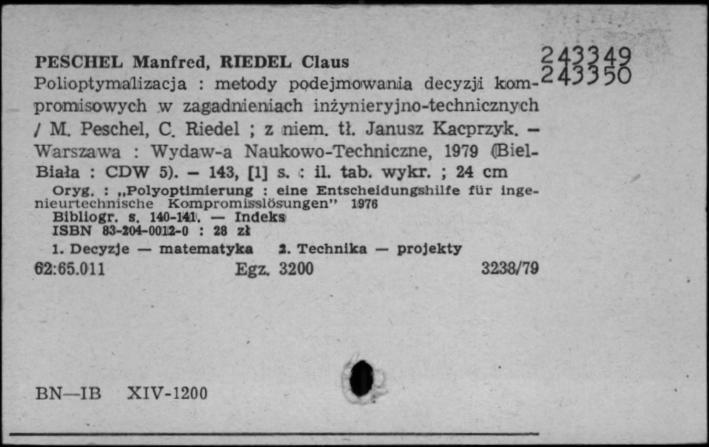 243349
243350
PESCHEL Manfred, RIEDEL Claus
Polioptymalizacja : metody podejmowania decyzji kom-
promisowych w zagadnieniach inżynieryjno-technicznych
/ M. Peschel, C. Riedel ; z niem. tł. Janusz Kacprzyk. —
Warszawa : Wydaw-a Naukowo-Techniczne, 1979 (Biel-
Biała : CDW 5). — 143, [1] s. : il. tab. wykr. ; 24 cm
Oryg. : „Polyoptimierung : eine Entscheidungshilfe für inge-
nieurtechnische Kompromisslösungen" 1976
Bibliogr. s. 140-141. — Indeks
ISBN 83-204-0012-0 : 28 zł
1. Decyzje — matematyka 2. Technika — projekty
62:65.011 Egz. 3200 3238/79
BN—IB XIV-1200